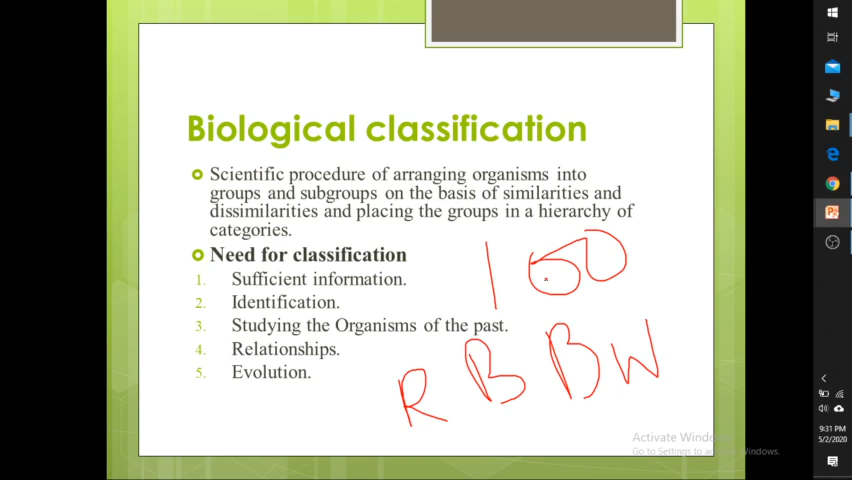 Biological classification
Scientific procedure of arranging organisms into
groups and subgroups on the basis of similarities and
dissimilarities and placing the groups in a hierarchy of
categories.
Need for classification
1. Sufficient information.
2. Identification.
3. Studying the Organisms of the past.
4. Relationships.
5. Evolution.
150
R B B W
Activate Windows
Go to Settings to activate Windows.
9:31 PM
5/2/2020